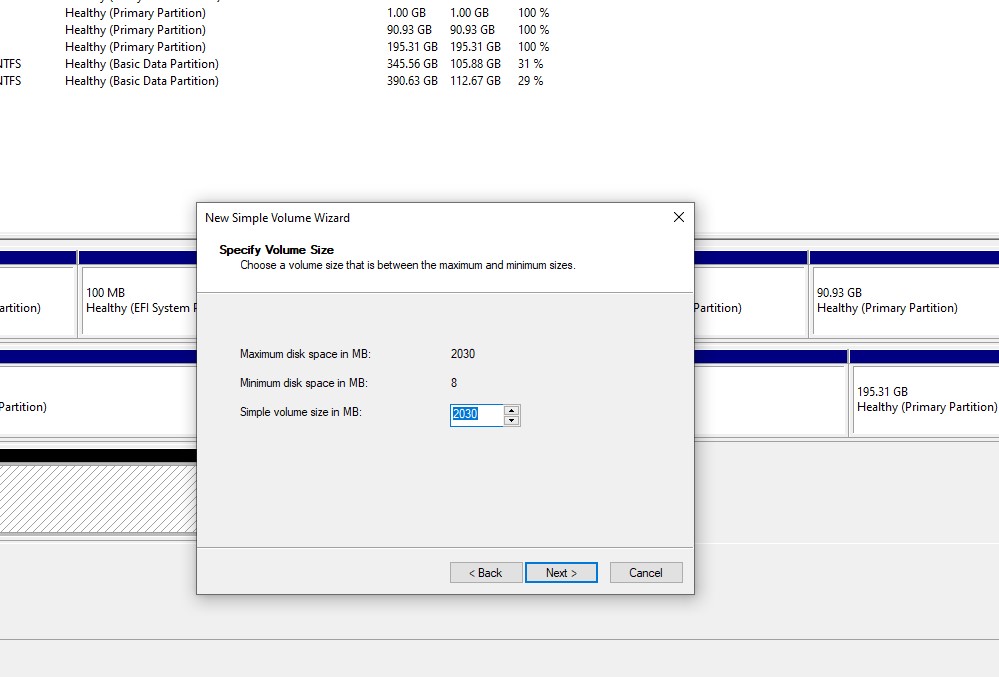 Healthy (Primary Partition) 1.00 GB 1.00 GB 100 %
Healthy (Primary Partition) 90.93 GB 90.93 GB 100 %
Healthy (Primary Partition) 195.31 GB 195.31 GB 100 %
NTFS Healthy (Basic Data Partition) 345.56 GB 105.88 GB 31 %
NTFS Healthy (Basic Data Partition) 390.63 GB 112.67 GB 29 %
New Simple Volume Wizard
Specify Volume Size
Choose a volume size that is between the maximum and minimum sizes.
Maximum disk space in MB: 2030
Minimum disk space in MB: 8
Simple volume size in MB: 2030
< Back Next > Cancel
artition)
100 MB
Healthy (EFI System
Partition)
90.93 GB
Healthy (Primary Partition)
Partition)
195.31 GB
Healthy (Primary Partition)